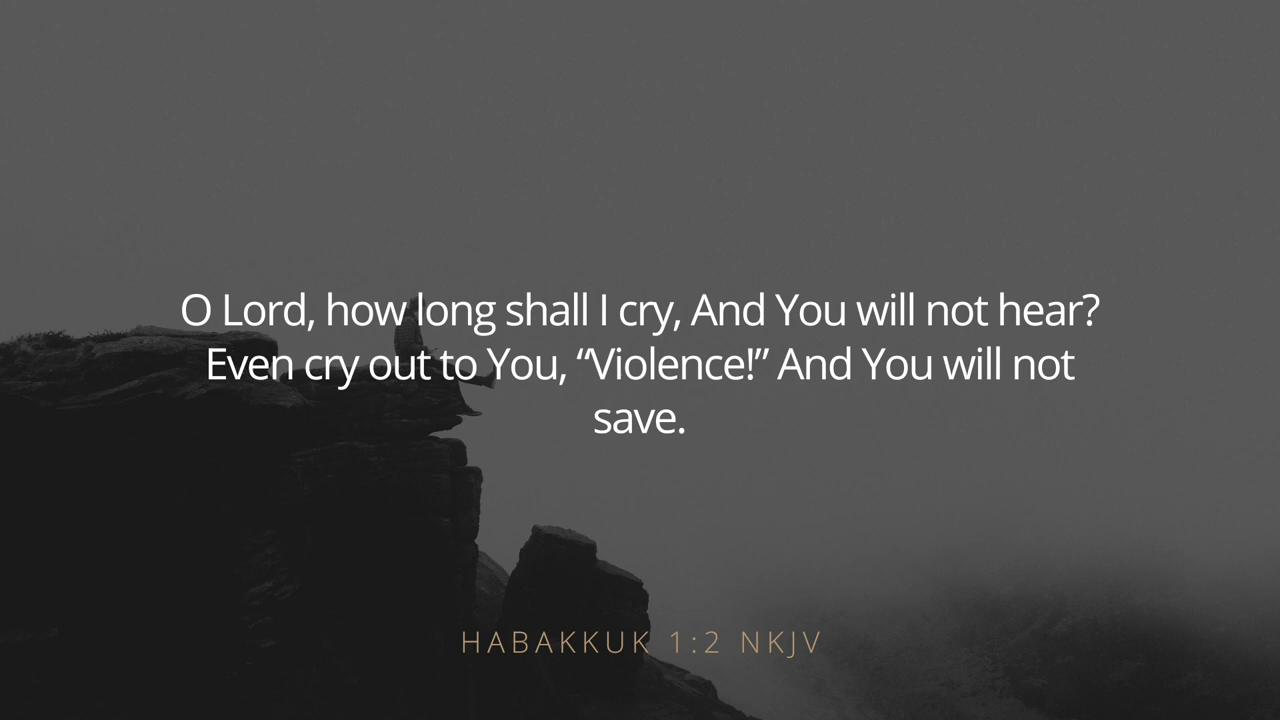 O Lord, how long shall I cry, And You will not hear?
Even cry out to You, “Violence!” And You will not
save.
HABAKKUK 1:2 NKJV